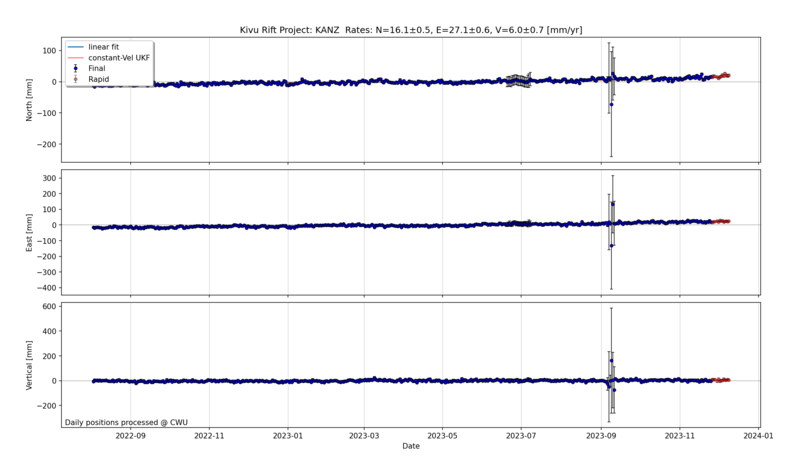 Kivu Rift Project: KANZ  Rates: N=16.1±0.5, E=27.1±0.6, V=6.0±0.7 [mm/yr]
linear fit
constant-Vel UKF
Final
Rapid
North [mm]
100
0
−100
−200
East [mm]
300
200
100
0
−100
−200
−300
−400
Vertical [mm]
600
400
200
0
−200
Daily positions processed @ CWU
2022-09
2022-11
2023-01
2023-03
2023-05
2023-07
2023-09
2023-11
2024-01
Date